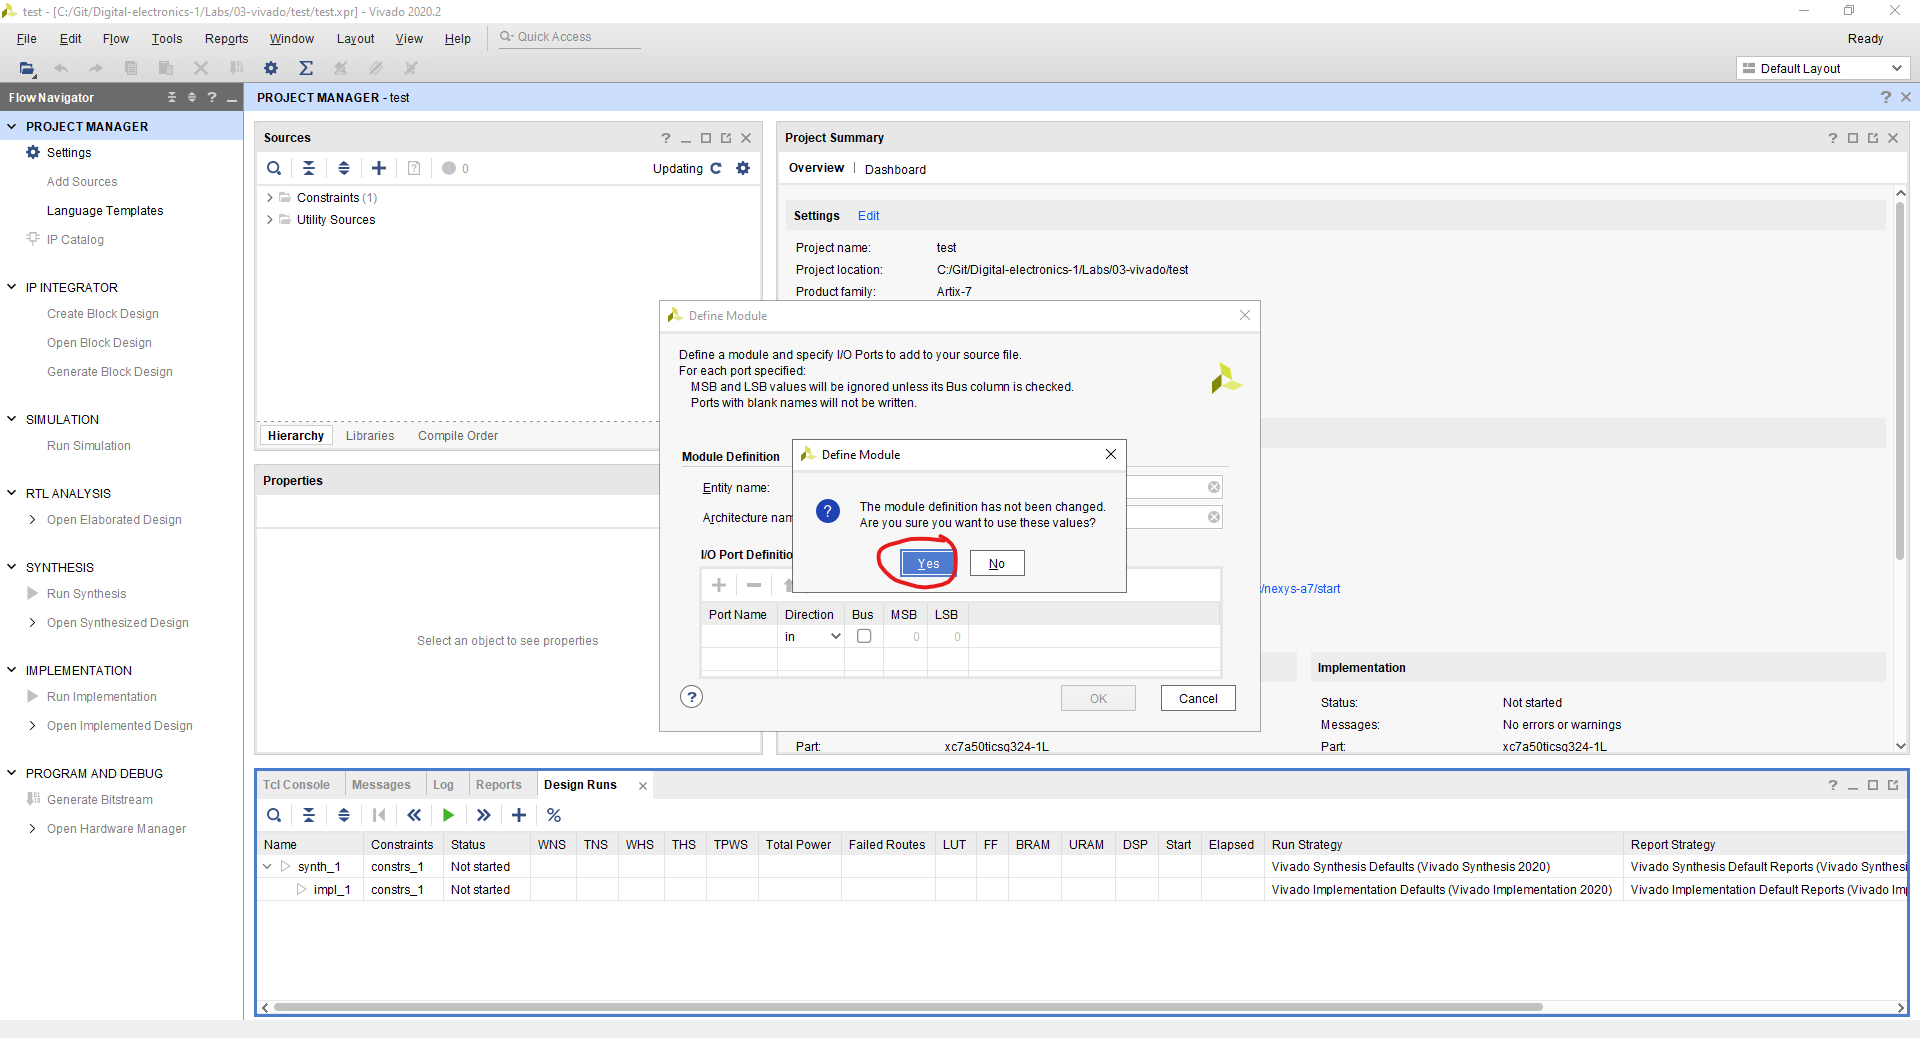 test - [C:/Git/Digital-electronics-1/Labs/03-vivado/test/test.xpr] - Vivado 2020.2
File Edit Flow Tools Reports Window Layout View Help Quick Access Ready
Default Layout
Flow Navigator ? PROJECT MANAGER - test ?
PROJECT MANAGER
Settings
Add Sources
Language Templates
IP Catalog
IP INTEGRATOR
Create Block Design
Open Block Design
Generate Block Design
SIMULATION
Run Simulation
RTL ANALYSIS
Open Elaborated Design
SYNTHESIS
Run Synthesis
Open Synthesized Design
IMPLEMENTATION
Run Implementation
Open Implemented Design
PROGRAM AND DEBUG
Generate Bitstream
Open Hardware Manager
Sources ?
? 0 Updating
Constraints (1)
Utility Sources
Hierarchy Libraries Compile Order
Properties
Select an object to see properties
Project Summary ?
Overview | Dashboard
Settings Edit
Project name: test
Project location: C:/Git/Digital-electronics-1/Labs/03-vivado/test
Product family: Artix-7
/nexys-a7/start
Implementation
Status: Not started
Messages: No errors or warnings
Part: xc7a50ticsg324-1L Part: xc7a50ticsg324-1L
Define Module
Define a module and specify I/O Ports to add to your source file.
For each port specified:
MSB and LSB values will be ignored unless its Bus column is checked.
Ports with blank names will not be written.
Module Definition
Entity name:
Architecture nam
I/O Port Definitio
Port Name Direction Bus MSB LSB
in 0 0
? OK Cancel
Define Module
? The module definition has not been changed.
Are you sure you want to use these values?
Yes No
Tcl Console Messages Log Reports Design Runs ?
%
Name Constraints Status WNS TNS WHS THS TPWS Total Power Failed Routes LUT FF BRAM URAM DSP Start Elapsed Run Strategy Report Strategy
synth_1 constrs_1 Not started Vivado Synthesis Defaults (Vivado Synthesis 2020) Vivado Synthesis Default Reports (Vivado Synthesi
impl_1 constrs_1 Not started Vivado Implementation Defaults (Vivado Implementation 2020) Vivado Implementation Default Reports (Vivado Im